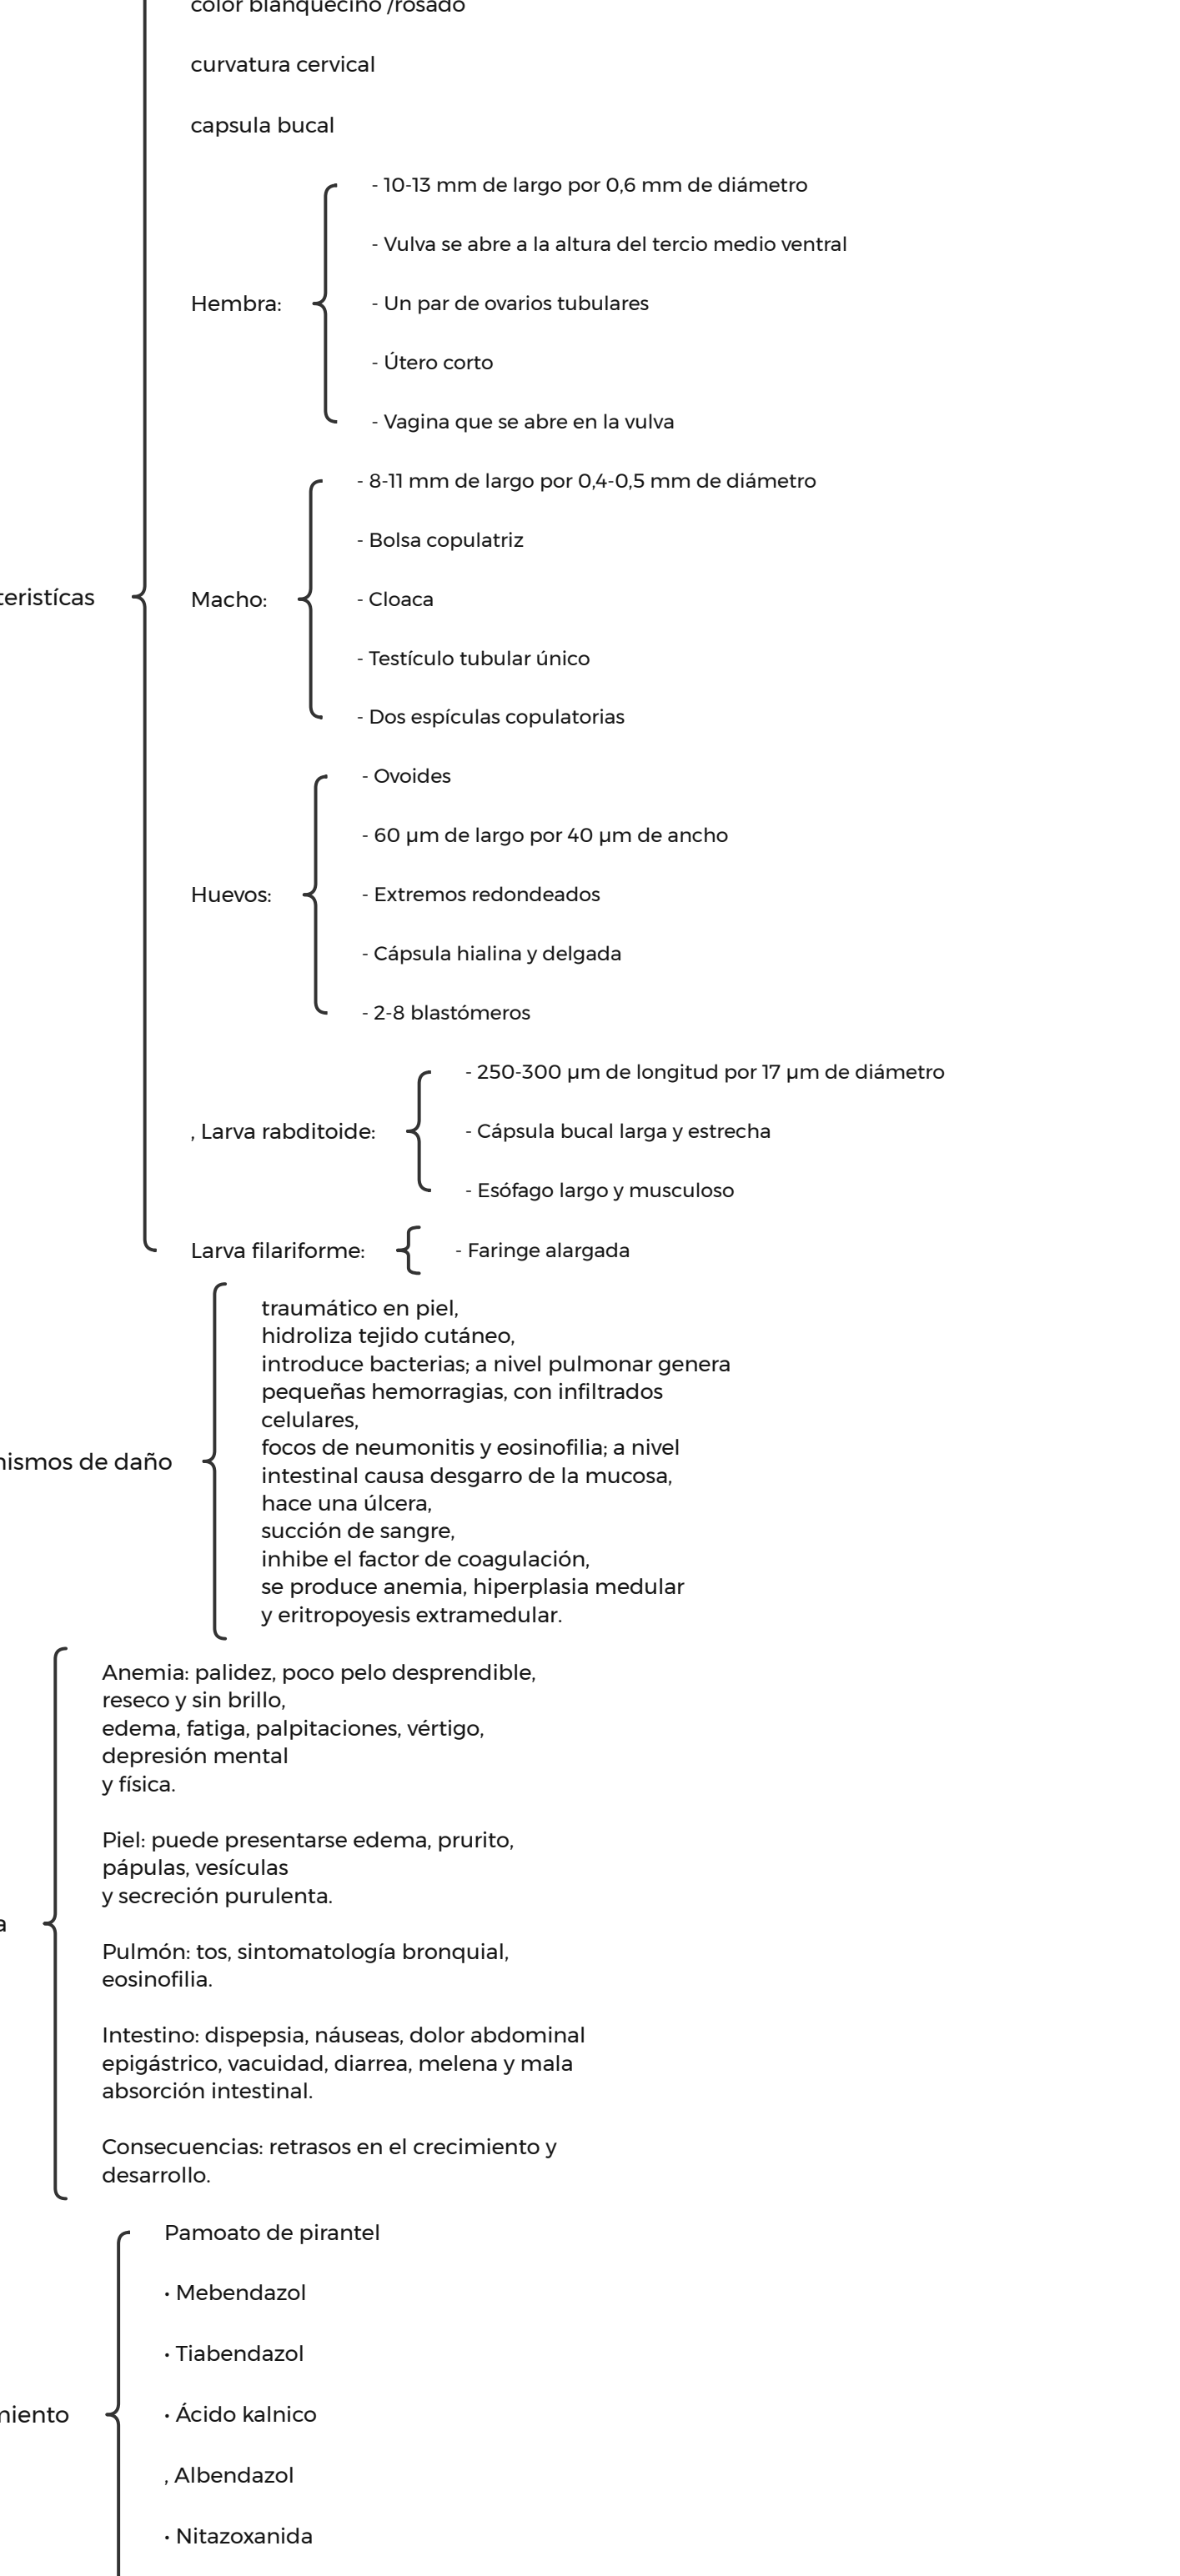 color blanquecino /rosado
curvatura cervical
capsula bucal
- 10-13 mm de largo por 0,6 mm de diámetro
- Vulva se abre a la altura del tercio medio ventral
Hembra:
- Un par de ovarios tubulares
- Útero corto
- Vagina que se abre en la vulva
- 8-11 mm de largo por 0,4-0,5 mm de diámetro
- Bolsa copulatriz
terístícas
Macho:
- Cloaca
- Testículo tubular único
- Dos espículas copulatorias
- Ovoides
- 60 µm de largo por 40 µm de ancho
Huevos:
- Extremos redondeados
- Cápsula hialina y delgada
- 2-8 blastómeros
- 250-300 µm de longitud por 17 µm de diámetro
, Larva rabditoide:
- Cápsula bucal larga y estrecha
- Esófago largo y musculoso
Larva filariforme:
- Faringe alargada
traumático en piel,
hidroliza tejido cutáneo,
introduce bacterias; a nivel pulmonar genera
pequeñas hemorragias, con infiltrados
celulares,
focos de neumonitis y eosinofilia; a nivel
nismos de daño
intestinal causa desgarro de la mucosa,
hace una úlcera,
succión de sangre,
inhibe el factor de coagulación,
se produce anemia, hiperplasia medular
y eritropoyesis extramedular.
Anemia: palidez, poco pelo desprendible,
reseco y sin brillo,
edema, fatiga, palpitaciones, vértigo,
depresión mental
y física.
Piel: puede presentarse edema, prurito,
pápulas, vesículas
y secreción purulenta.
a
Pulmón: tos, sintomatología bronquial,
eosinofilia.
Intestino: dispepsia, náuseas, dolor abdominal
epigástrico, vacuidad, diarrea, melena y mala
absorción intestinal.
Consecuencias: retrasos en el crecimiento y
desarrollo.
Pamoato de pirantel
• Mebendazol
• Tiabendazol
miento
• Ácido kalnico
, Albendazol
• Nitazoxanida